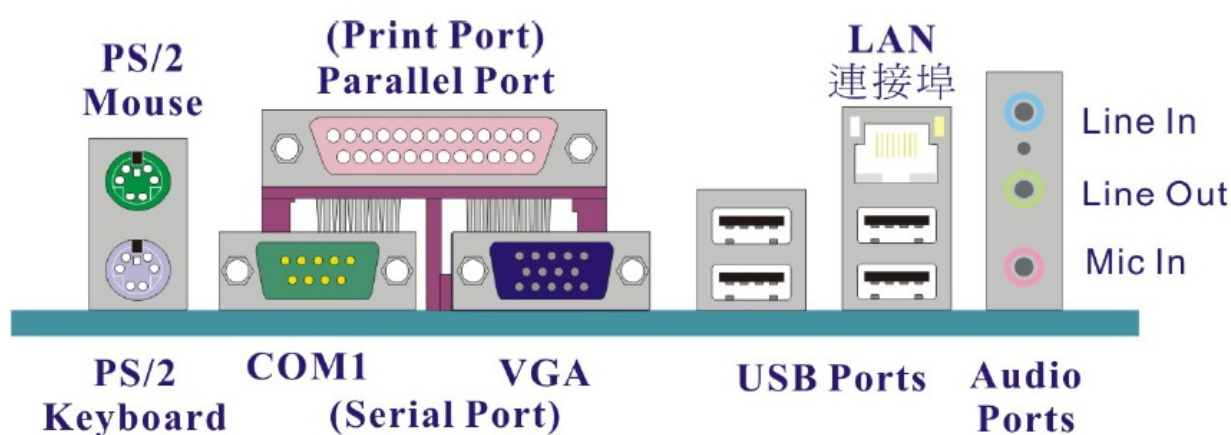 PS/2
Mouse
(Print Port)
Parallel Port
LAN
連接埠
Line In
Line Out
Mic In
PS/2
Keyboard
COM1
VGA
(Serial Port)
USB Ports
Audio
Ports